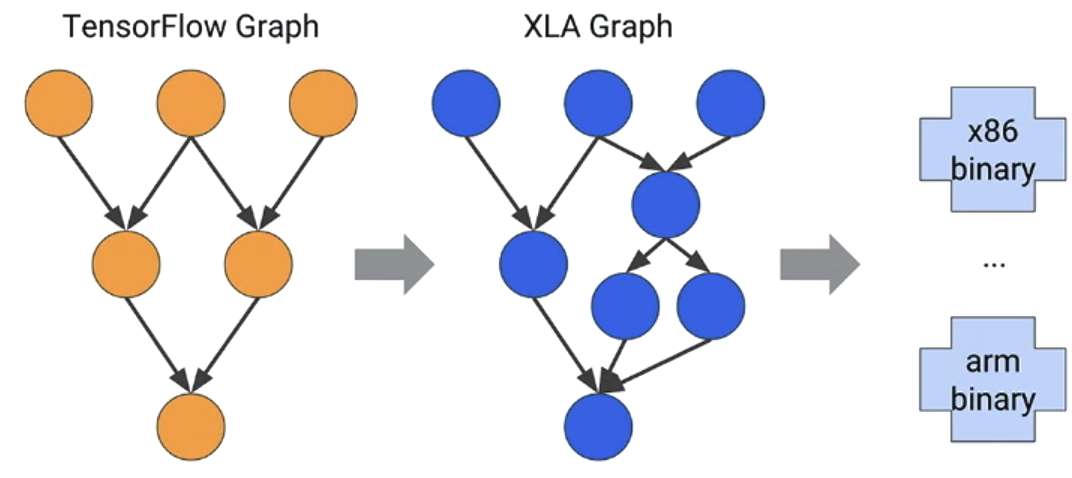 TensorFlow Graph
XLA Graph
x86
binary
...
arm
binary